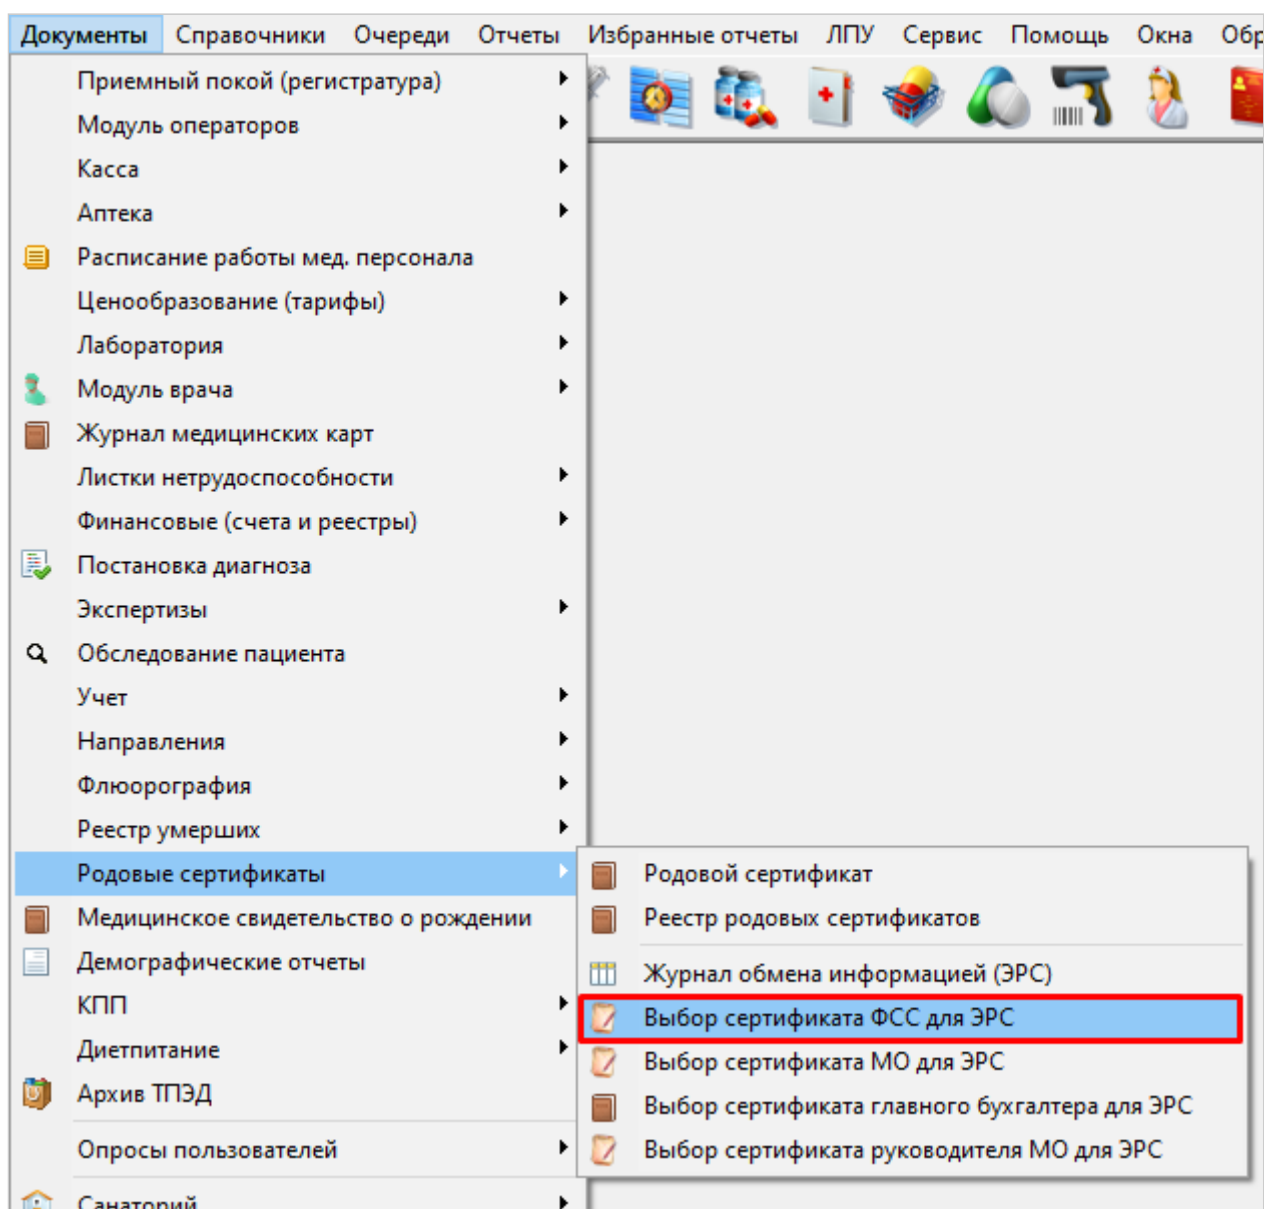 Документы Справочники Очереди Отчеты Избранные отчеты ЛПУ Сервис Помощь Окна
Приемный покой (регистратура)
Модуль операторов
Касса
Аптека
Расписание работы мед. персонала
Ценообразование (тарифы)
Лаборатория
Модуль врача
Журнал медицинских карт
Листки нетрудоспособности
Финансовые (счета и реестры)
Постановка диагноза
Экспертизы
Обследование пациента
Учет
Направления
Флюорография
Реестр умерших
Родовые сертификаты
Медицинское свидетельство о рождении
Демографические отчеты
КПП
Диетпитание
Архив ТПЭД
Опросы пользователей
Санаторий
Родовой сертификат
Реестр родовых сертификатов
Журнал обмена информацией (ЭРС)
Выбор сертификата ФСС для ЭРС
Выбор сертификата МО для ЭРС
Выбор сертификата главного бухгалтера для ЭРС
Выбор сертификата руководителя МО для ЭРС